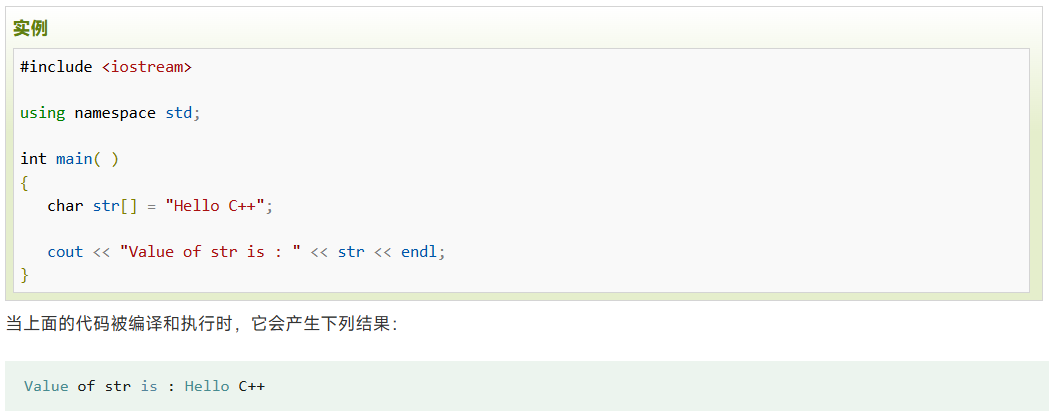 实例
#include <iostream>
using namespace std;
int main( )
{
char str[] = "Hello C++";
cout << "Value of str is : " << str << endl;
}
当上面的代码被编译和执行时，它会产生下列结果：
Value of str is : Hello C++